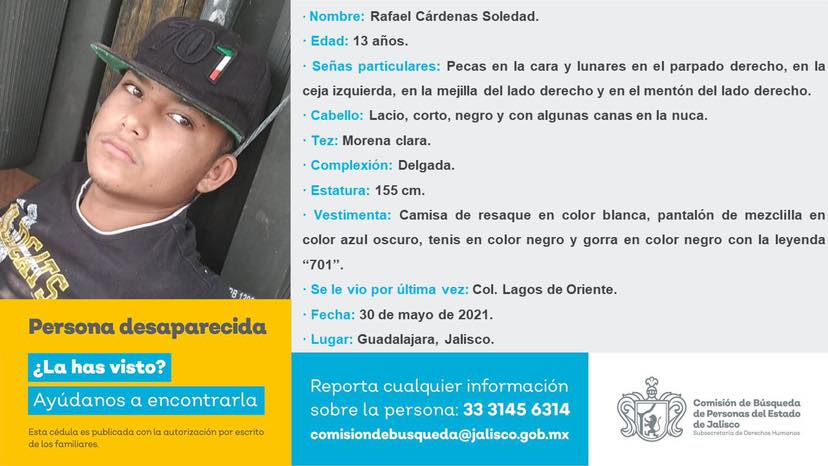 701
· Nombre: Rafael Cárdenas Soledad.
· Edad: 13 años.
· Señas particulares: Pecas en la cara y lunares en el parpado derecho, en la
ceja izquierda, en la mejilla del lado derecho y en el mentón del lado derecho.
· Cabello: Lacio, corto, negro y con algunas canas en la nuca.
· Tez: Morena clara.
· Complexión: Delgada.
· Estatura: 155 cm.
· Vestimenta: Camisa de resaque en color blanca, pantalón de mezclilla en
color azul oscuro, tenis en color negro y gorra en color negro con la leyenda
“701”.
· Se le vio por última vez: Col. Lagos de Oriente.
· Fecha: 30 de mayo de 2021.
· Lugar: Guadalajara, Jalisco.
Persona desaparecida
¿La has visto?
Ayúdanos a encontrarla
Esta cédula es publicada con la autorización por escrito
de los familiares.
Reporta cualquier información
sobre la persona: 33 3145 6314
comisiondebusqueda@jalisco.gob.mx
Comisión de Búsqueda
de Personas del Estado
de Jalisco
Subsecretaría de Derechos Humanos